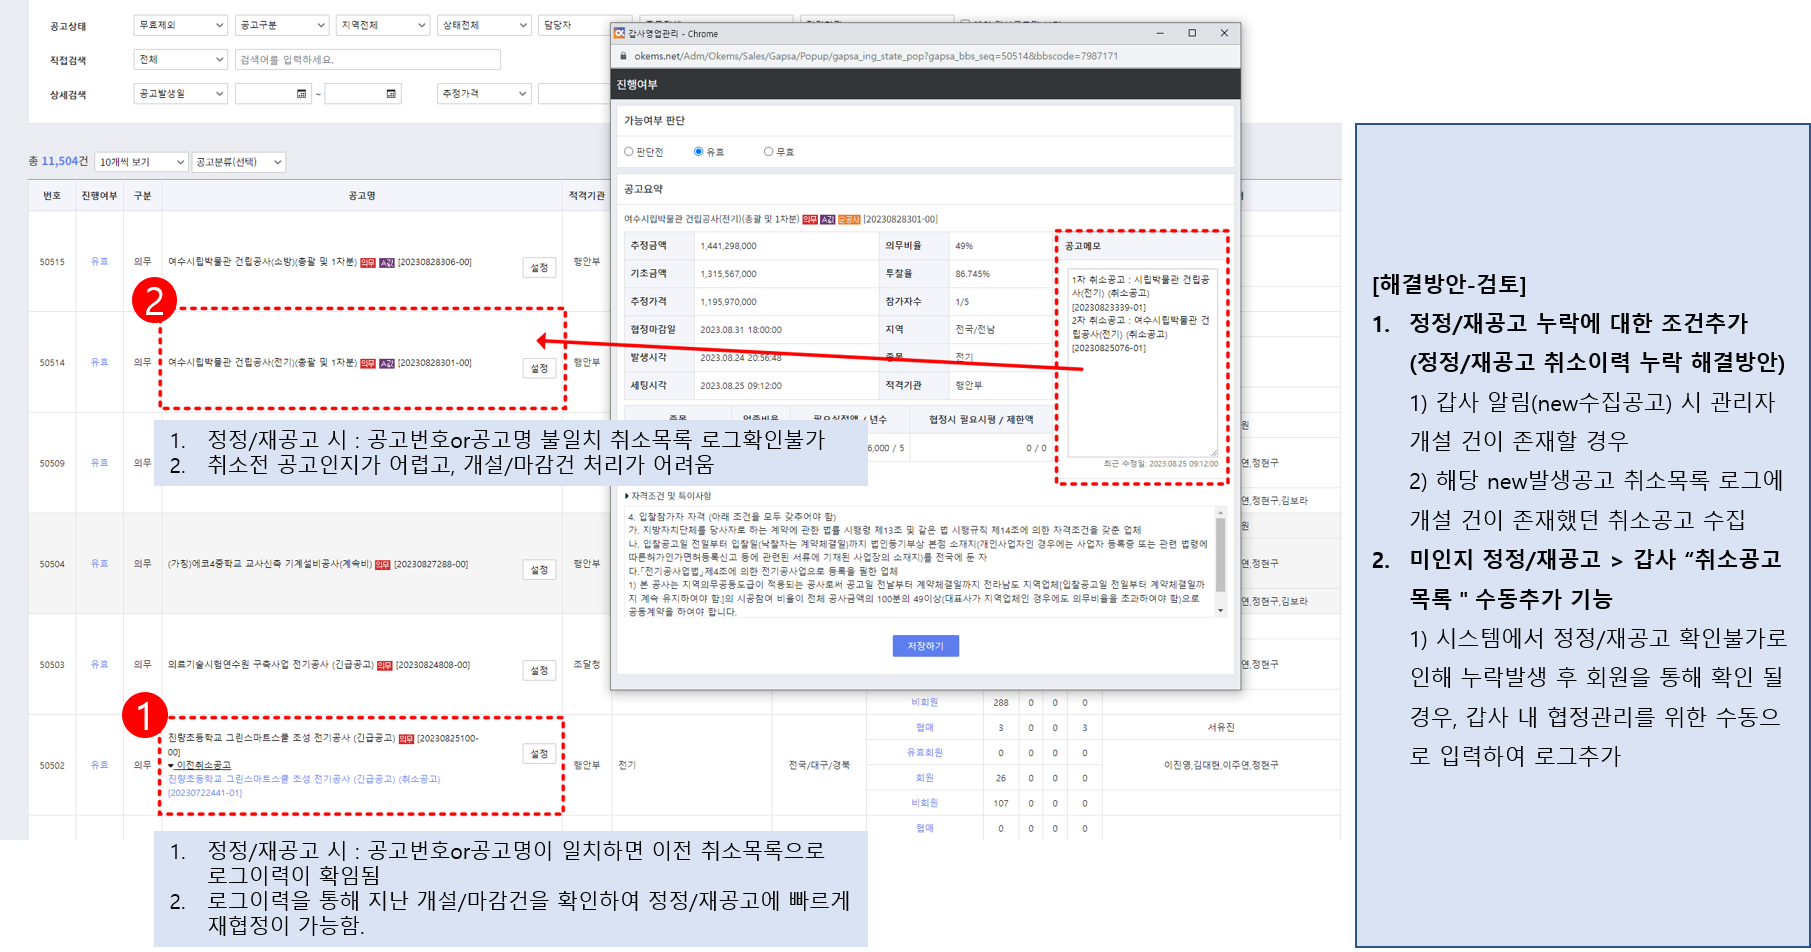 공고상태
무효제외
공고구분
지역전체
상태전체
담당자
직접검색
전체
검색어를 입력하세요.
상세검색
공고발생일
~
추정가격
총 11,504건
10개씩 보기
공고분류(선택)
번호 진행여부 구분 공고명 적격기관
50515 유효 의무 여수시립박물관 건립공사(소방)(총괄 및 1차분) 의무 A값 [20230828306-00] 설정 행안부
2
50514 유효 의무 여수시립박물관 건립공사(전기)(총괄 및 1차분) 의무 A값 [20230828301-00] 설정 행안부
50509 유효 의무
1. 정정/재공고 시 : 공고번호or공고명 불일치 취소목록 로그확인불가
2. 취소전 공고인지가 어렵고, 개설/마감건 처리가 어려움
50504 유효 의무 (가칭)에코4중학교 교사신축 기계설비공사(계속비) 의무 [20230827288-00] 설정 행안부
50503 유효 의무 의료기술시험연수원 구축사업 전기공사 (긴급공고) 의무 [20230824808-00] 설정 조달청
1
50502 유효 의무
진량초등학교 그린스마트스쿨 조성 전기공사 (긴급공고) 의무 [20230825100-
00]
▾ 이전취소공고
진량초등학교 그린스마트스쿨 조성 전기공사 (긴급공고) (취소공고)
[20230722441-01]
설정 행안부 전기 전국/대구/경북
비회원 288 0 0 0
협매 3 0 0 3 서유진
유효회원 0 0 0 0
회원 26 0 0 0
이진영,김대현,이주연,정현구
비회원 107 0 0 0
협매 0 0 0 0
원
연,정현구
연,정현구,김보라
원
연,정현구
연,정현구,김보라
연,정현구
1. 정정/재공고 시 : 공고번호or공고명이 일치하면 이전 취소목록으로
로그이력이 확임됨
2. 로그이력을 통해 지난 개설/마감건을 확인하여 정정/재공고에 빠르게
재협정이 가능함.
갑사영업관리 - Chrome
okems.net/Adm/Okems/Sales/Gapsa/Popup/gapsa_ing_state_pop?gapsa_bbs_seq=50514&bbscode=7987171
진행여부
가능여부 판단
판단전 유효 무효
공고요약
여수시립박물관 건립공사(전기)(총괄 및 1차분) 의무 A값 순공사 [20230828301-00]
추정금액 1,441,298,000 의무비율 49%
기초금액 1,315,567,000 투찰율 86.745%
추정가격 1,195,970,000 참가자수 1/5
협정마감일 2023.08.31 18:00:00 지역 전국/전남
발생시각 2023.08.24 20:56:48 종목 전기
세팅시각 2023.08.25 09:12:00 적격기관 행안부
공고메모
1차 취소공고 : 시립박물관 건립공
사(전기) (취소공고)
[20230823339-01]
2차 취소공고 : 여수시립박물관 건
립공사(전기) (취소공고)
[20230825076-01]
최근 수정일: 2023.08.25 09:12:00
종목 업종비율 필요실적액 / 년수 협정시 필요시평 / 제한액
6,000 / 5 0 / 0
▸자격조건 및 특이사항
4. 입찰참가자 자격 (아래 조건을 모두 갖추어야 함)
가. 지방자치단체를 당사자로 하는 계약에 관한 법률 시행령 제13조 및 같은 법 시행규칙 제14조에 의한 자격조건을 갖춘 업체
나. 입찰공고일 전일부터 입찰일(낙찰자는 계약체결일)까지 법인등기부상 본점 소재지(개인사업자인 경우에는 사업자 등록증 또는 관련 법령에
따른허가인가면허등록신고 등에 관련된 서류에 기재된 사업장의 소재지)를 전국에 둔 자
다.「전기공사업법」제4조에 의한 전기공사업으로 등록을 필한 업체
1) 본 공사는 지역의무공동도급이 적용되는 공사로써 공고일 전날부터 계약체결일까지 전라남도 지역업체[입찰공고일 전일부터 계약체결일까
지 계속 유지하여야 함.]의 시공참여 비율이 전체 공사금액의 100분의 49이상(대표사가 지역업체인 경우에도 의무비율을 초과하여야 함)으로
공동계약을 하여야 합니다.
저장하기
[해결방안-검토]
1. 정정/재공고 누락에 대한 조건추가
(정정/재공고 취소이력 누락 해결방안)
1) 갑사 알림(new수집공고) 시 관리자
개설 건이 존재할 경우
2) 해당 new발생공고 취소목록 로그에
개설 건이 존재했던 취소공고 수집
2. 미인지 정정/재공고 > 갑사 “취소공고
목록 " 수동추가 기능
1) 시스템에서 정정/재공고 확인불가로
인해 누락발생 후 회원을 통해 확인 될
경우, 갑사 내 협정관리를 위한 수동으
로 입력하여 로그추가